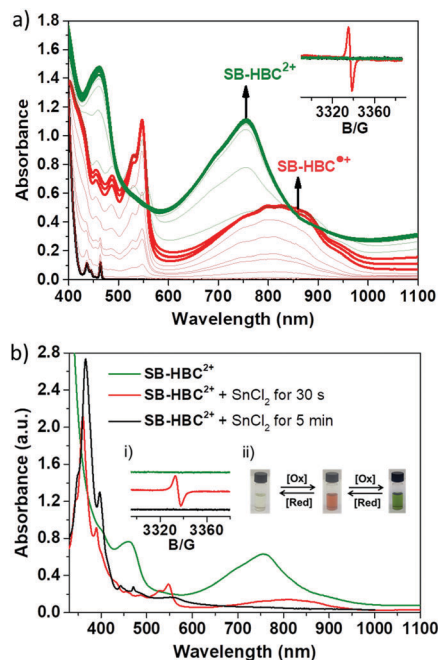 a)
1.8
1.6
1.4
1.2
1.0
0.8
0.6
0.4
0.2
0.0
Absorbance
SB-HBC²⁺
SB-HBC•⁺
3320 3360
B/G
400 500 600 700 800 900 1000 1100
Wavelength (nm)
b)
2.8
2.4
2.0
1.6
1.2
0.8
0.4
0.0
Absorbance (a.u.)
SB-HBC²⁺
SB-HBC²⁺ + SnCl₂ for 30 s
SB-HBC²⁺ + SnCl₂ for 5 min
i)
3320 3360
B/G
ii)
[Ox] [Ox]
[Red] [Red]
400 500 600 700 800 900 1000 1100
Wavelength (nm)